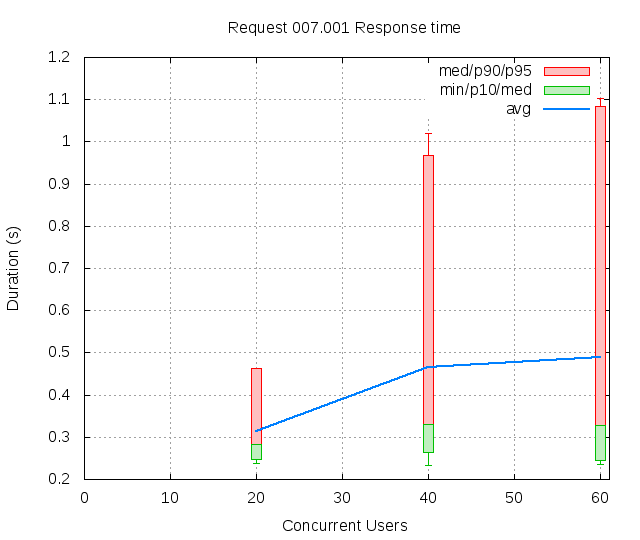 Request 007.001 Response time
1.2
1.1
1
0.9
0.8
0.7
0.6
0.5
0.4
0.3
0.2
0 10 20 30 40 50 60
Duration (s)
Concurrent Users
med/p90/p95
min/p10/med
avg